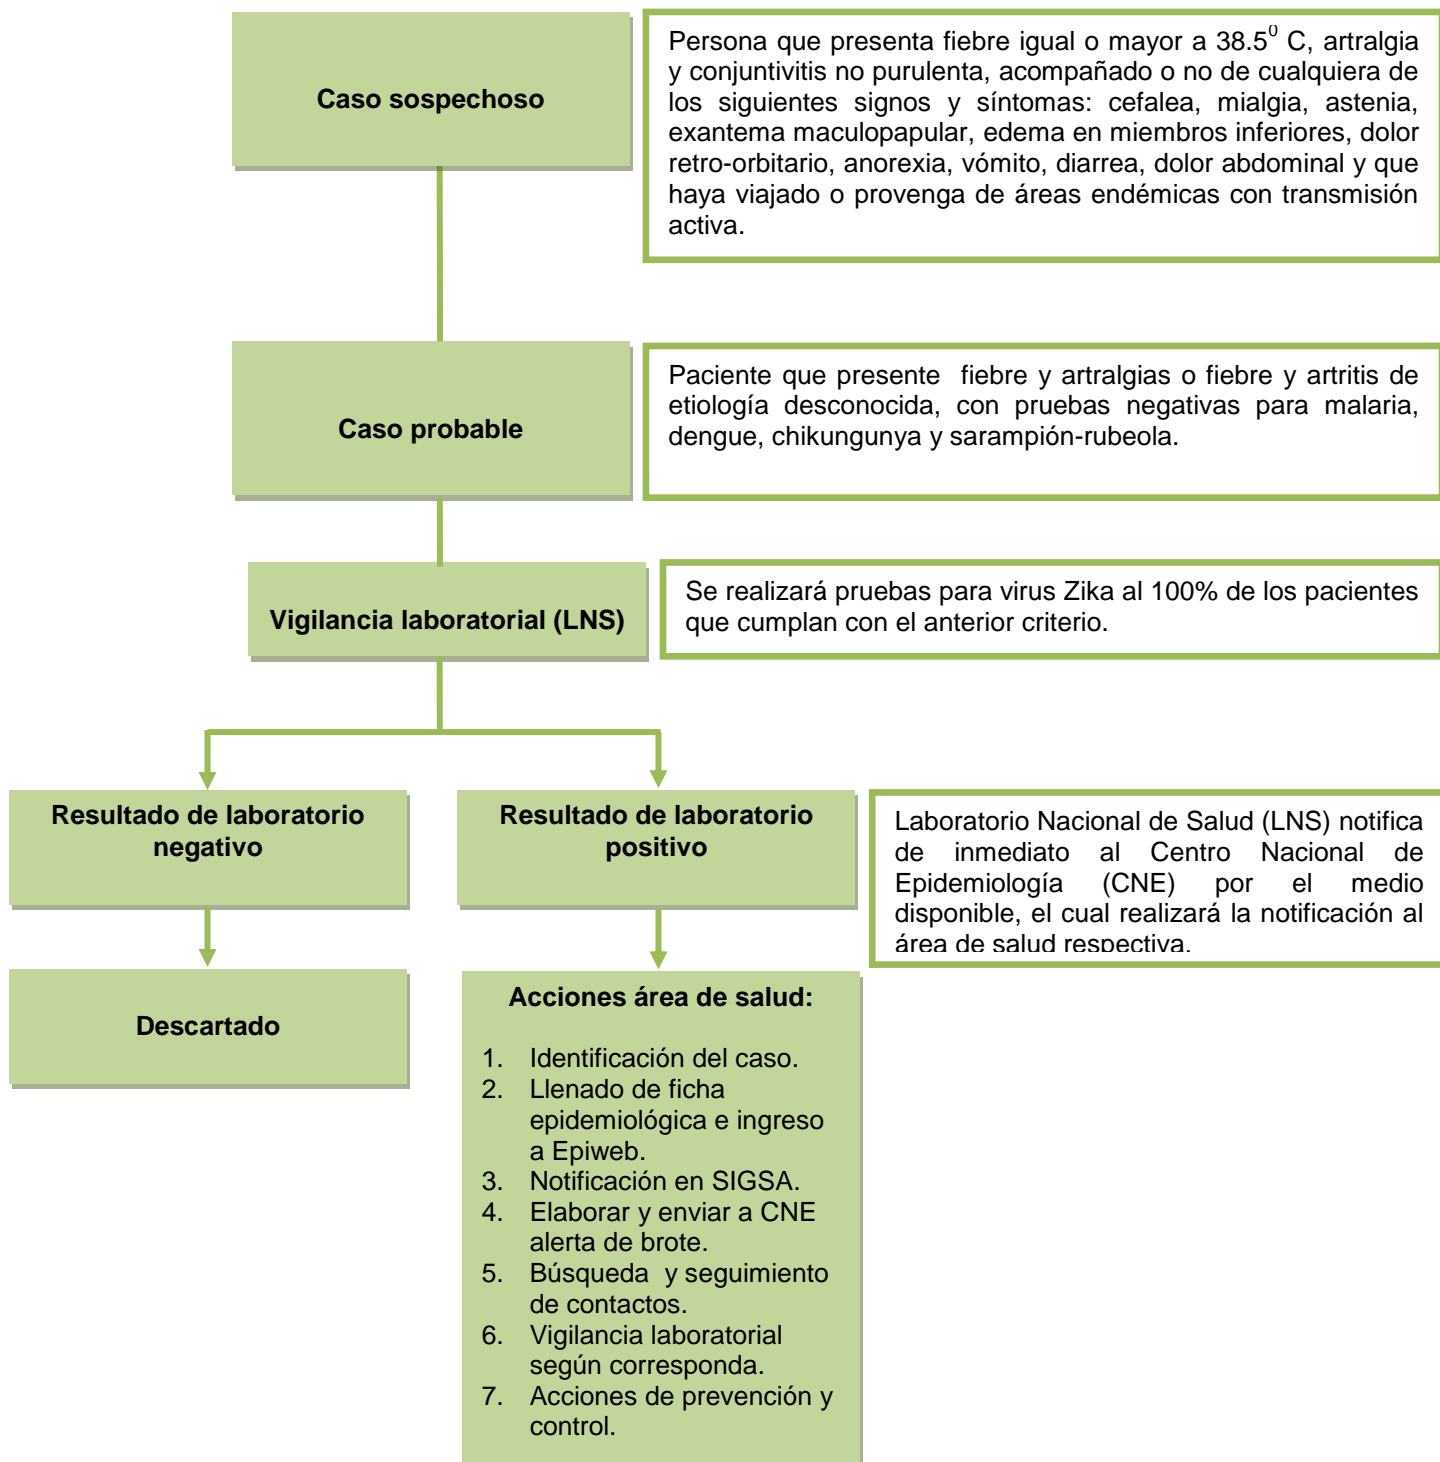 Caso sospechoso
Persona que presenta fiebre igual o mayor a 38.5⁰ C, artralgia
y conjuntivitis no purulenta, acompañado o no de cualquiera de
los siguientes signos y síntomas: cefalea, mialgia, astenia,
exantema maculopapular, edema en miembros inferiores, dolor
retro-orbitario, anorexia, vómito, diarrea, dolor abdominal y que
haya viajado o provenga de áreas endémicas con transmisión
activa.
Caso probable
Paciente que presente fiebre y artralgias o fiebre y artritis de
etiología desconocida, con pruebas negativas para malaria,
dengue, chikungunya y sarampión-rubeola.
Vigilancia laboratorial (LNS)
Se realizará pruebas para virus Zika al 100% de los pacientes
que cumplan con el anterior criterio.
Resultado de laboratorio
negativo
Resultado de laboratorio
positivo
Laboratorio Nacional de Salud (LNS) notifica
de inmediato al Centro Nacional de
Epidemiología (CNE) por el medio
disponible, el cual realizará la notificación al
área de salud respectiva.
Descartado
Acciones área de salud:
1. Identificación del caso.
2. Llenado de ficha
epidemiológica e ingreso
a Epiweb.
3. Notificación en SIGSA.
4. Elaborar y enviar a CNE
alerta de brote.
5. Búsqueda y seguimiento
de contactos.
6. Vigilancia laboratorial
según corresponda.
7. Acciones de prevención y
control.